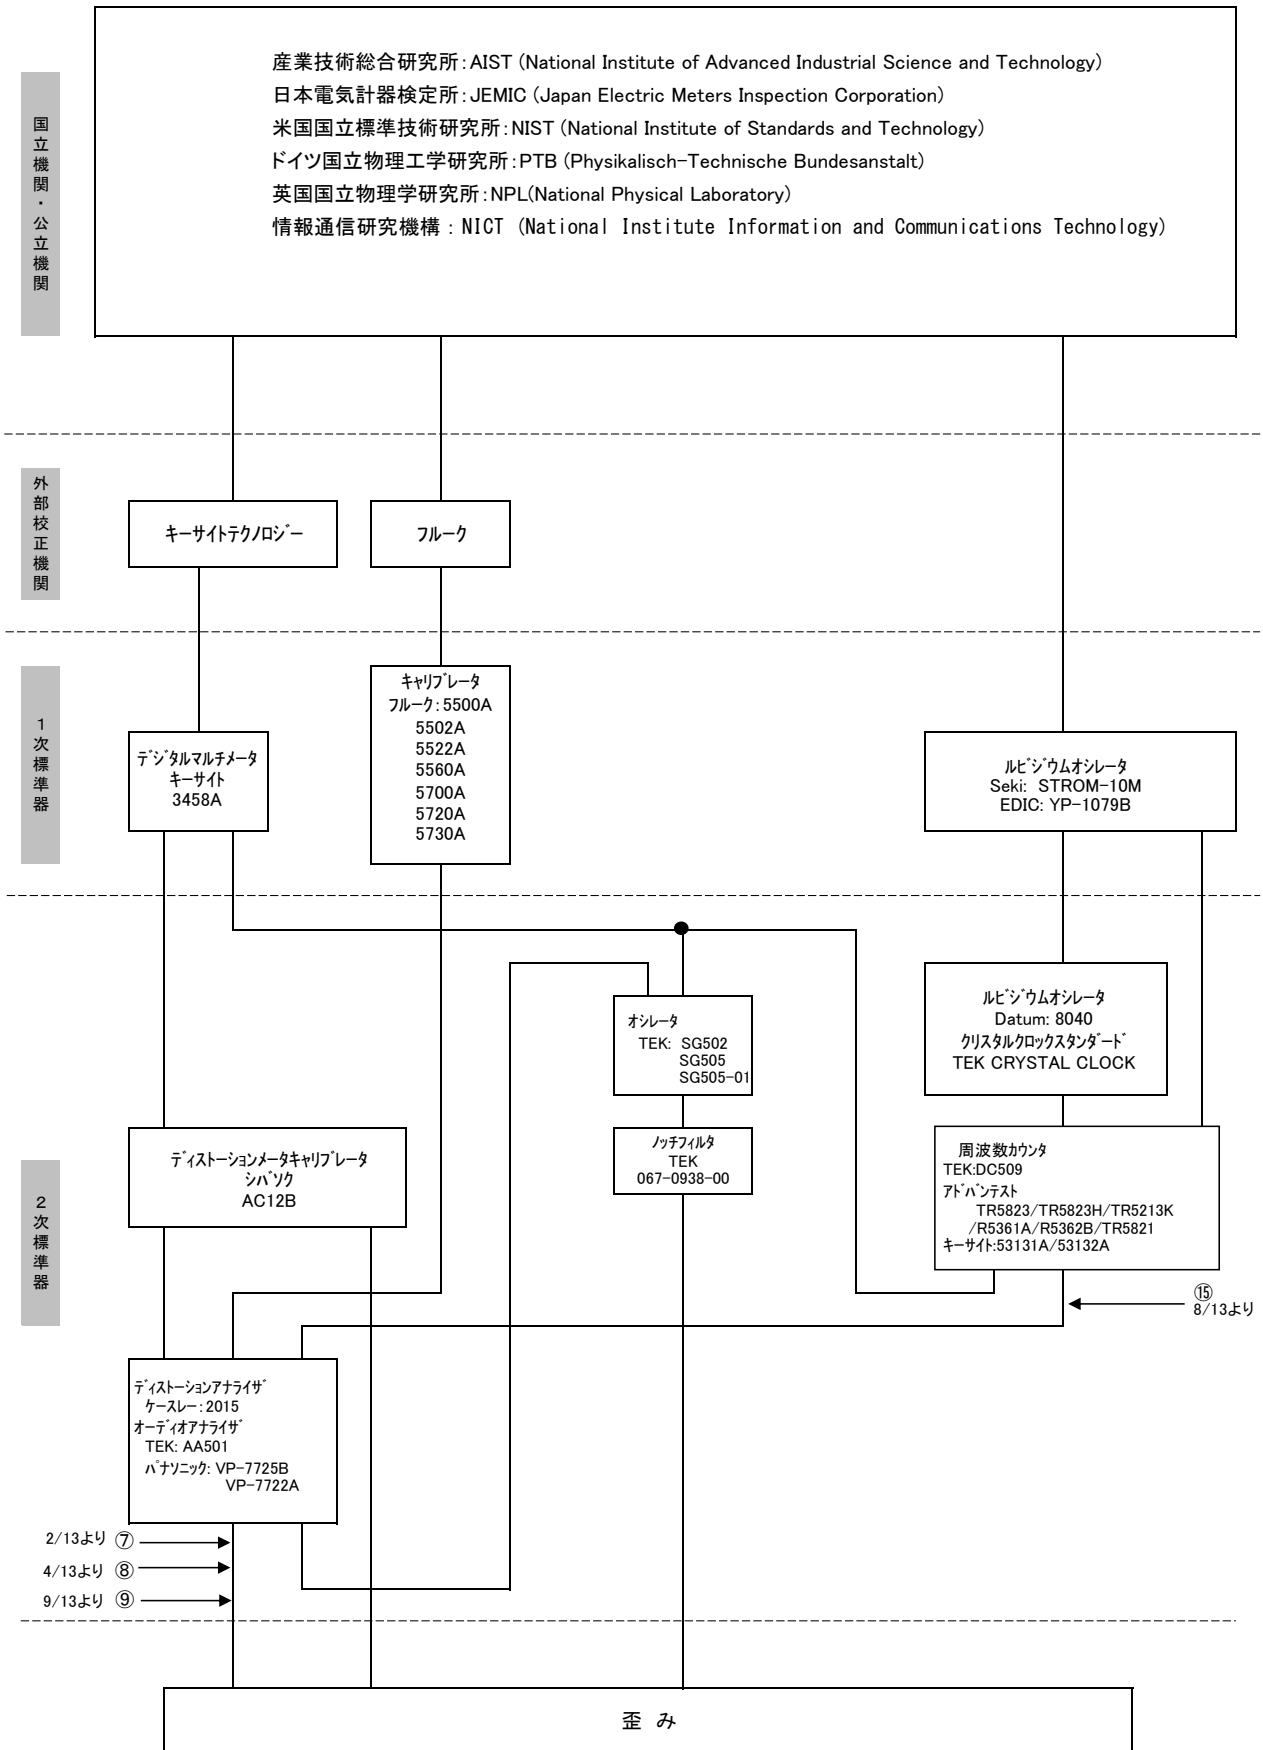 国立機関・公立機関
産業技術総合研究所：AIST (National Institute of Advanced Industrial Science and Technology)
日本電気計器検定所：JEMIC (Japan Electric Meters Inspection Corporation)
米国国立標準技術研究所：NIST (National Institute of Standards and Technology)
ドイツ国立物理工学研究所：PTB (Physikalisch-Technische Bundesanstalt)
英国国立物理学研究所：NPL(National Physical Laboratory)
情報通信研究機構：NICT (National Institute Information and Communications Technology)
外部校正機関
ｷｰｻｲﾄﾃｸﾉﾛｼﾞｰ
ﾌﾙｰｸ
1次標準器
ﾃﾞｼﾞﾀﾙﾏﾙﾁﾒｰﾀ
ｷｰｻｲﾄ
3458A
ｷｬﾘﾌﾞﾚｰﾀ
ﾌﾙｰｸ：5500A
5502A
5522A
5560A
5700A
5720A
5730A
ﾙﾋﾞｼﾞｳﾑｵｼﾚｰﾀ
Seki: STROM-10M
EDIC: YP-1079B
2次標準器
ｵｼﾚｰﾀ
TEK: SG502
SG505
SG505-01
ﾙﾋﾞｼﾞｳﾑｵｼﾚｰﾀ
Datum: 8040
ｸﾘｽﾀﾙｸﾛｯｸｽﾀﾝﾀﾞｰﾄﾞ
TEK CRYSTAL CLOCK
ﾃﾞｨｽﾄｰｼｮﾝﾒｰﾀｷｬﾘﾌﾞﾚｰﾀ
ｼﾊﾞｿｸ
AC12B
ﾉｯﾁﾌｨﾙﾀ
TEK
067-0938-00
周波数ｶｳﾝﾀ
TEK:DC509
ｱﾄﾞﾊﾞﾝﾃｽﾄ
TR5823/TR5823H/TR5213K
/R5361A/R5362B/TR5821
ｷｰｻｲﾄ:53131A/53132A
⑮
8/13より
ﾃﾞｨｽﾄｰｼｮﾝｱﾅﾗｲｻﾞ
ｹｰｽﾚｰ：2015
ｵｰﾃﾞｨｵｱﾅﾗｲｻﾞ
TEK: AA501
ﾊﾟﾅｿﾆｯｸ: VP-7725B
VP-7722A
2/13より ⑦
4/13より ⑧
9/13より ⑨
歪 み